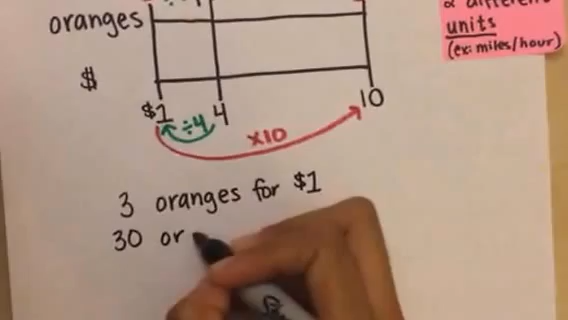 oranges
units
(ex: miles/hour)
$
$1 4 10
÷4
x10
3 oranges for $1
30 or